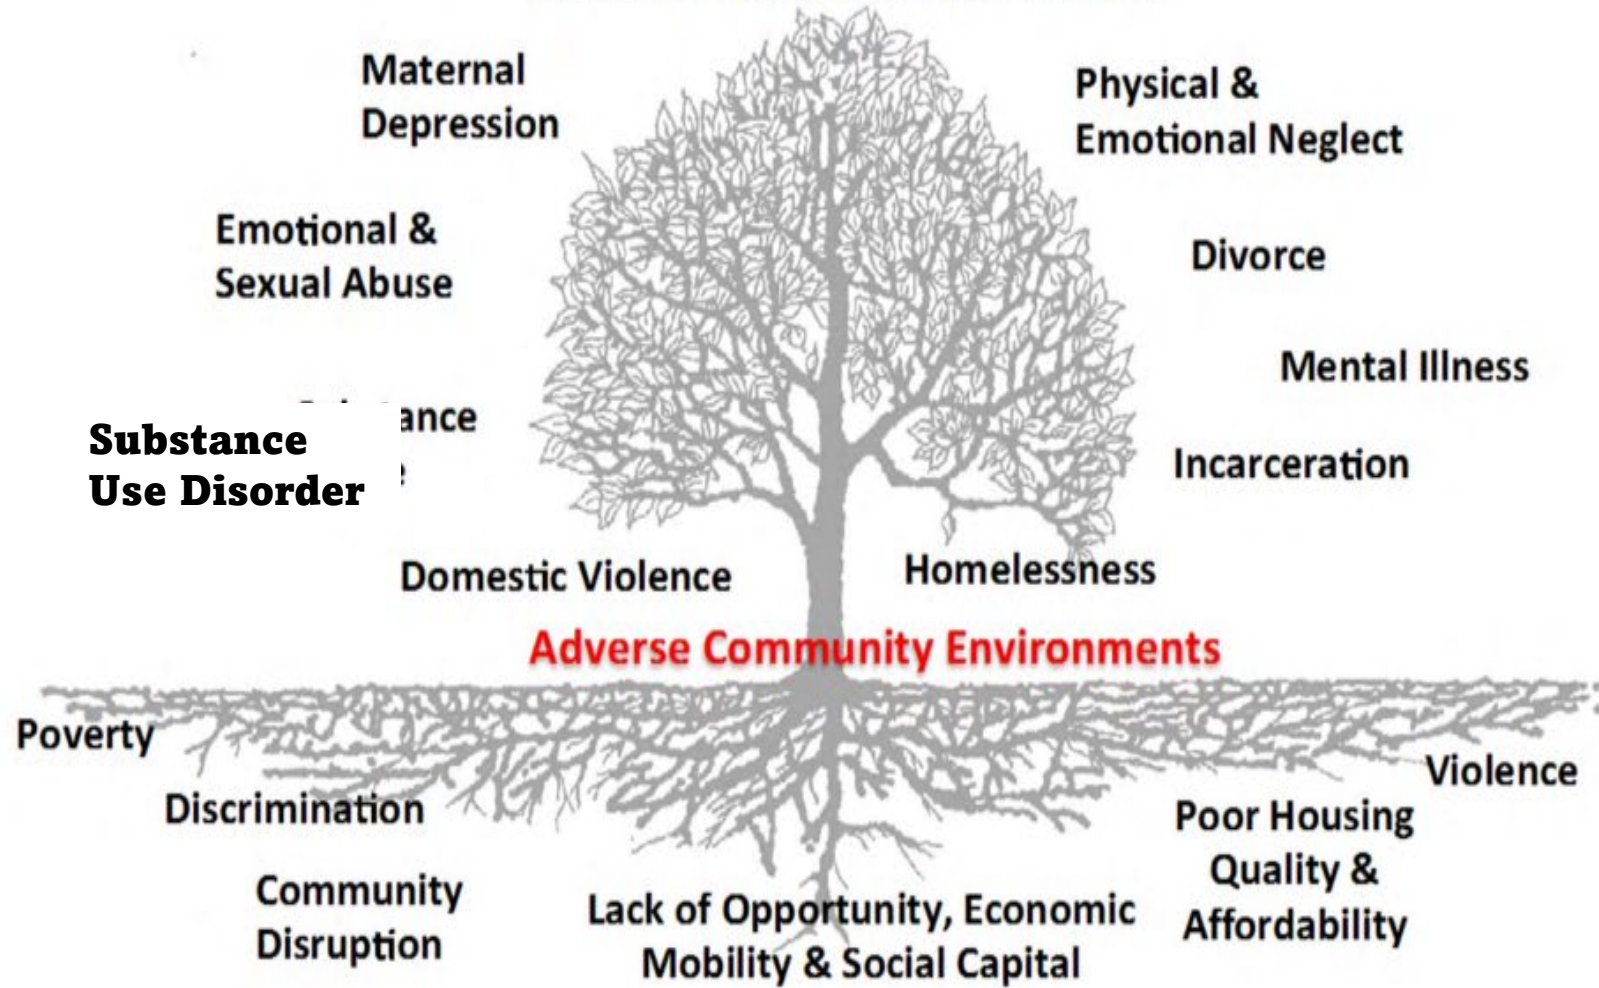 Maternal
Depression
Physical &
Emotional Neglect
Emotional &
Sexual Abuse
Divorce
Mental Illness
Substance
Use Disorder
Incarceration
Domestic Violence
Homelessness
Adverse Community Environments
Poverty
Discrimination
Community
Disruption
Lack of Opportunity, Economic
Mobility & Social Capital
Poor Housing
Quality &
Affordability
Violence